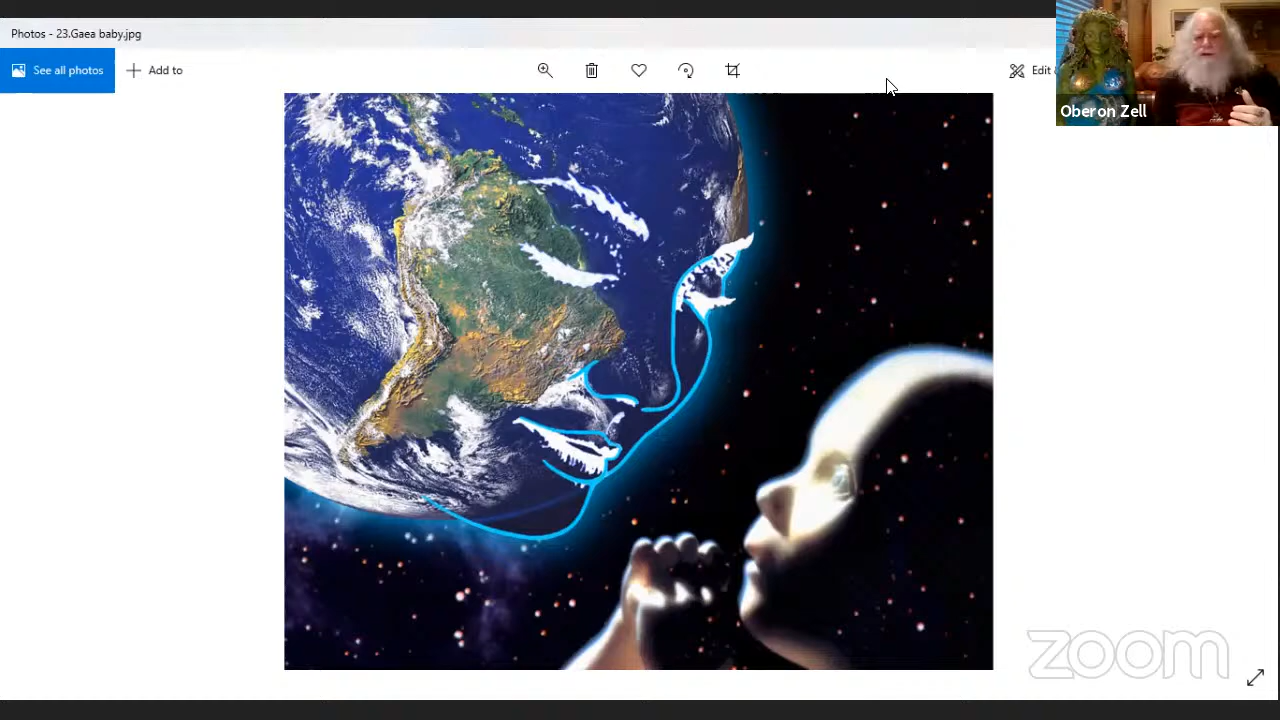 Photos - 23.Gaea baby.jpg
See all photos
Add to
Edit &
Oberon Zell
zoom